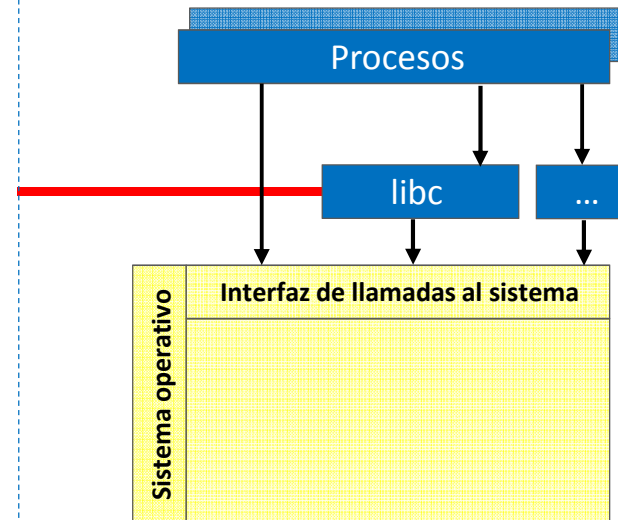 Procesos
libc
...
Interfaz de llamadas al sistema
Sistema operativo